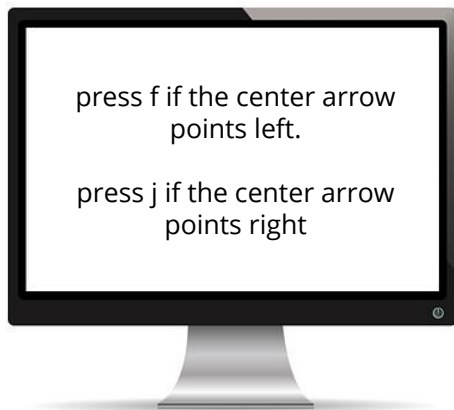 press f if the center arrow
points left.
press j if the center arrow
points right